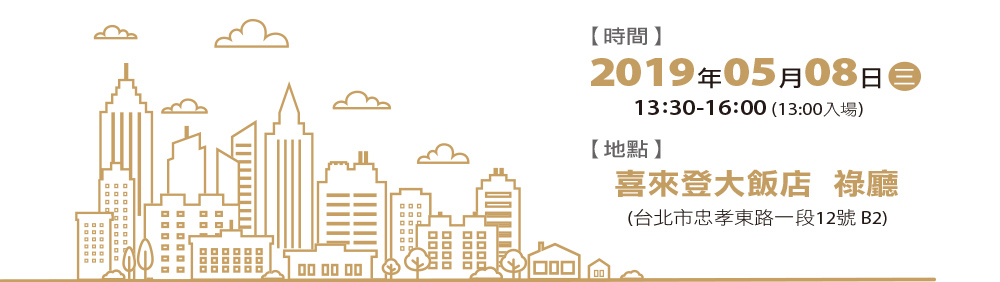 【時間】
2019年05月08日 三
13:30-16:00 (13:00入場)
【地點】
喜來登大飯店 祿廳
(台北市忠孝東路一段12號 B2)